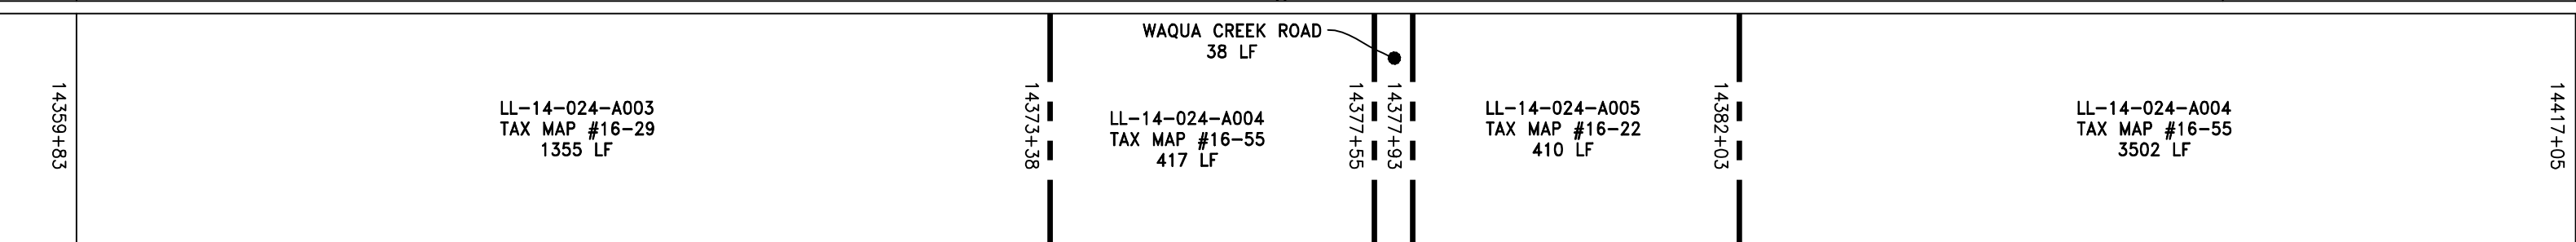 14359+83
LL-14-024-A003
TAX MAP #16-29
1355 LF
14373+38
WAQUA CREEK ROAD
38 LF
LL-14-024-A004
TAX MAP #16-55
417 LF
14377+55
14377+93
LL-14-024-A005
TAX MAP #16-22
410 LF
14382+03
LL-14-024-A004
TAX MAP #16-55
3502 LF
14417+05